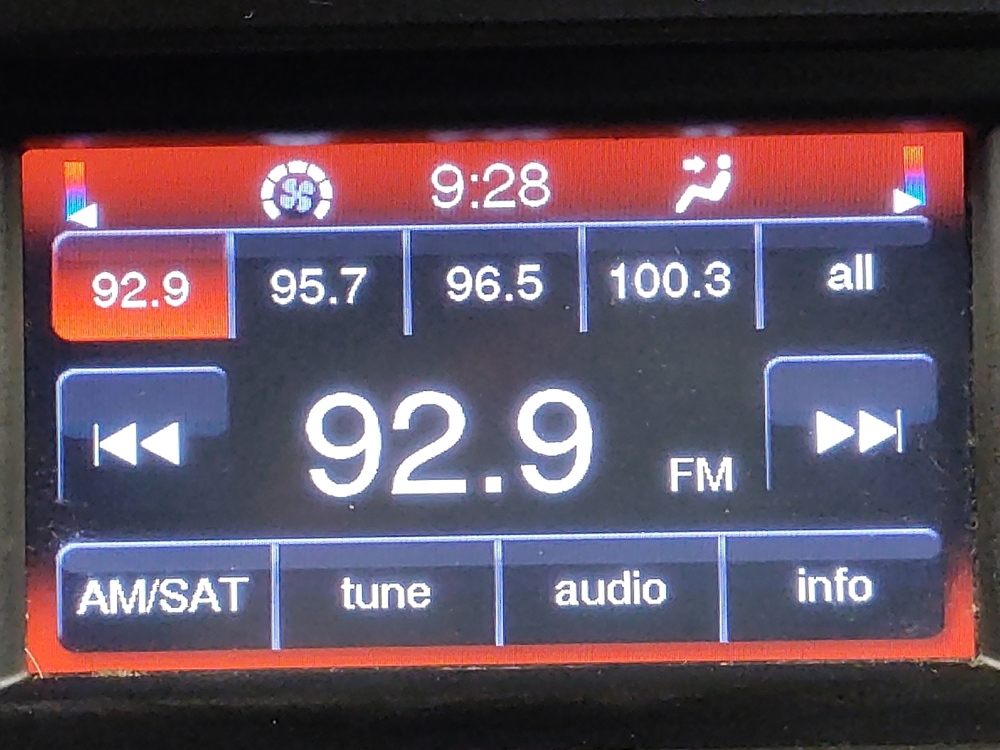 9:28
92.9 95.7 96.5 100.3 all
92.9 FM
AM/SAT tune audio info